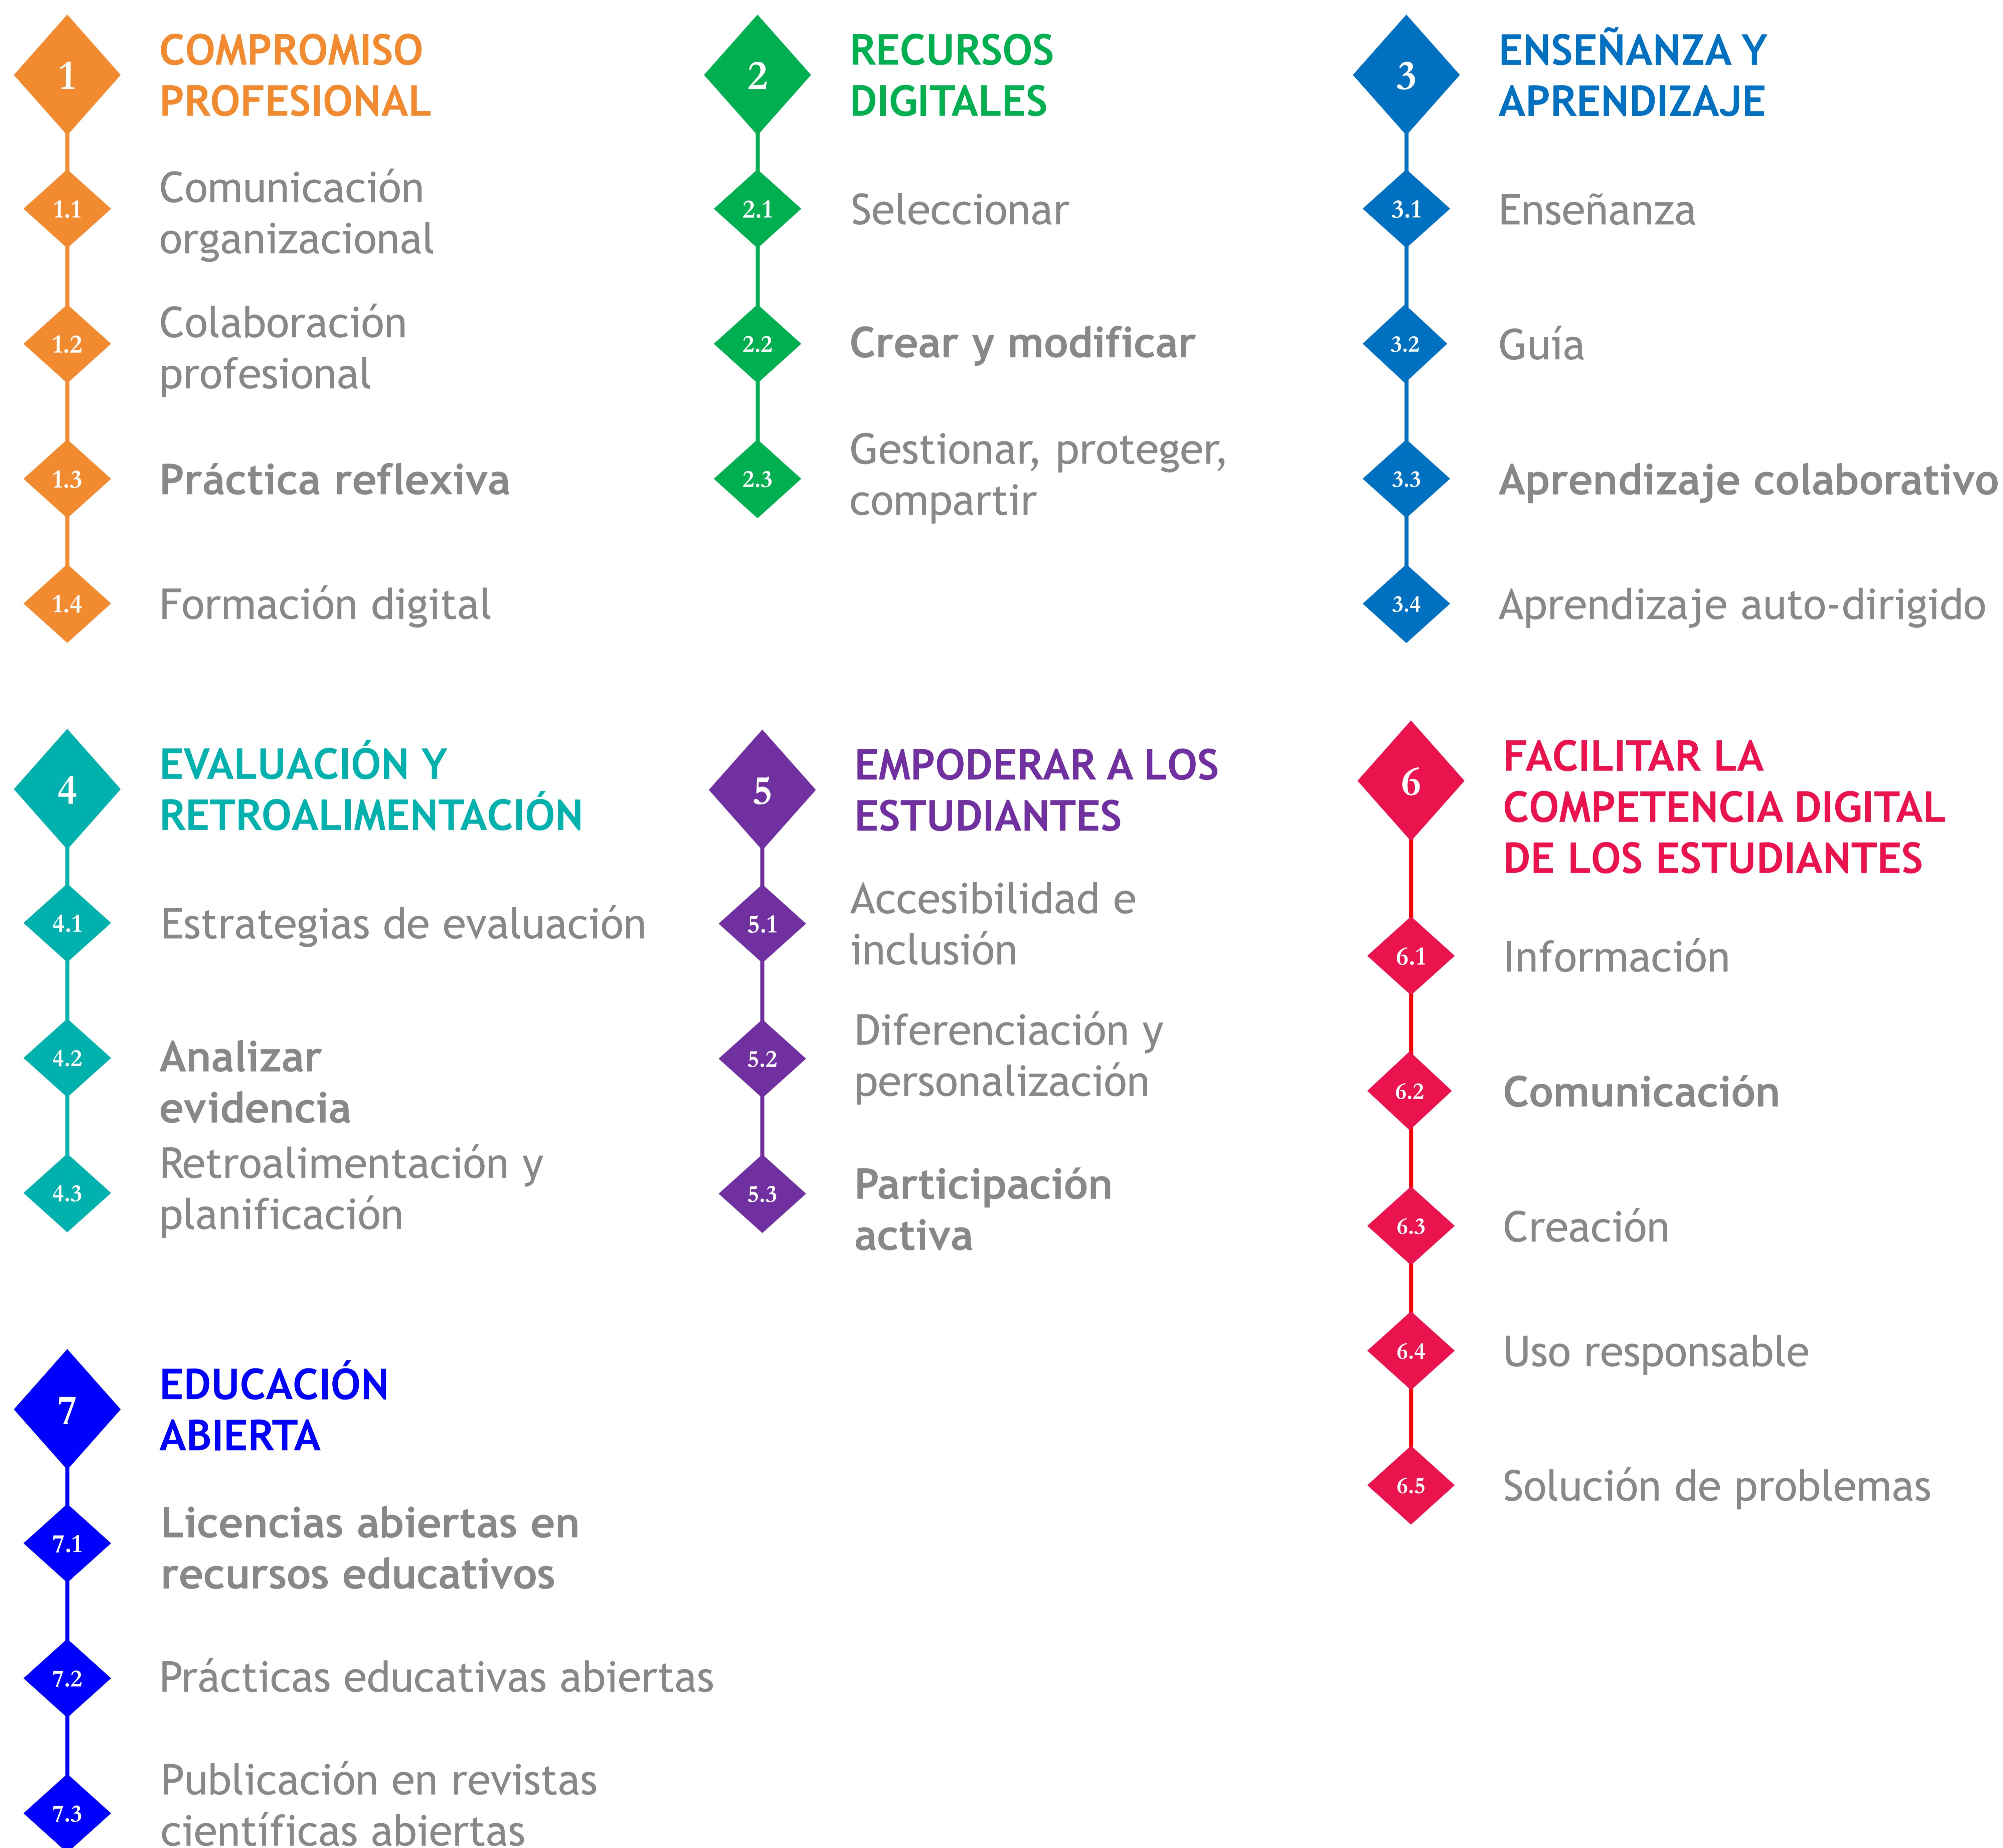 1
COMPROMISO
PROFESIONAL
1.1
Comunicación
organizacional
1.2
Colaboración
profesional
1.3
Práctica reflexiva
1.4
Formación digital
2
RECURSOS
DIGITALES
2.1
Seleccionar
2.2
Crear y modificar
2.3
Gestionar, proteger,
compartir
3
ENSEÑANZA Y
APRENDIZAJE
3.1
Enseñanza
3.2
Guía
3.3
Aprendizaje colaborativo
3.4
Aprendizaje auto-dirigido
4
EVALUACIÓN Y
RETROALIMENTACIÓN
4.1
Estrategias de evaluación
4.2
Analizar
evidencia
4.3
Retroalimentación y
planificación
5
EMPODERAR A LOS
ESTUDIANTES
5.1
Accesibilidad e
inclusión
5.2
Diferenciación y
personalización
5.3
Participación
activa
6
FACILITAR LA
COMPETENCIA DIGITAL
DE LOS ESTUDIANTES
6.1
Información
6.2
Comunicación
6.3
Creación
6.4
Uso responsable
6.5
Solución de problemas
7
EDUCACIÓN
ABIERTA
7.1
Licencias abiertas en
recursos educativos
7.2
Prácticas educativas abiertas
7.3
Publicación en revistas
científicas abiertas